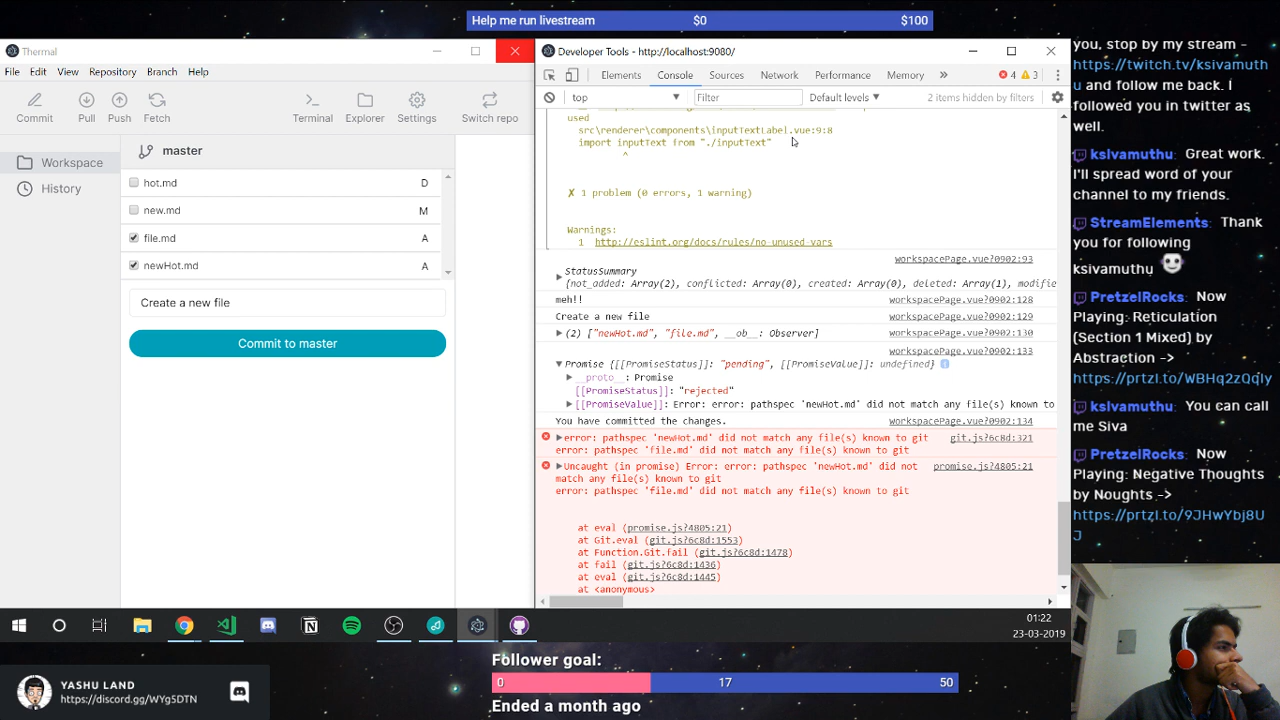 Help me run livestream $0 $100
Thermal
File Edit View Repository Branch Help
Commit Pull Push Fetch Terminal Explorer Settings Switch repo
Workspace
History
master
hot.md D
new.md M
file.md A
newHot.md A
Create a new file
Commit to master
Developer Tools - http://localhost:9080/
Elements Console Sources Network Performance Memory » 4 3
top Filter Default levels 2 items hidden by filters
used
src\renderer\components\inputTextLabel.vue:9:8
import inputText from "./inputText"
^
✘ 1 problem (0 errors, 1 warning)
Warnings:
1 http://eslint.org/docs/rules/no-unused-vars
workspacePage.vue?0902:93
StatusSummary
{not_added: Array(2), conflicted: Array(0), created: Array(0), deleted: Array(1), modifie
meh!! workspacePage.vue?0902:128
Create a new file workspacePage.vue?0902:129
(2) ["newHot.md", "file.md", __ob__: Observer] workspacePage.vue?0902:130
workspacePage.vue?0902:133
Promise {[[PromiseStatus]]: "pending", [[PromiseValue]]: undefined}
__proto__: Promise
[[PromiseStatus]]: "rejected"
[[PromiseValue]]: Error: error: pathspec 'newHot.md' did not match any file(s) known to
You have committed the changes. workspacePage.vue?0902:134
error: pathspec 'newHot.md' did not match any file(s) known to git git.js?6c8d:321
error: pathspec 'file.md' did not match any file(s) known to git
Uncaught (in promise) Error: error: pathspec 'newHot.md' did not promise.js?4805:21
match any file(s) known to git
error: pathspec 'file.md' did not match any file(s) known to git
at eval (promise.js?4805:21)
at Git.eval (git.js?6c8d:1553)
at Function.Git.fail (git.js?6c8d:1478)
at fail (git.js?6c8d:1436)
at eval (git.js?6c8d:1445)
at <anonymous>
you, stop by my stream -
https://twitch.tv/ksivamuth
u and follow me back. I
followed you in twitter as
well.
ksivamuthu: Great work.
I'll spread word of your
channel to my friends.
StreamElements: Thank
you for following
ksivamuthu
PretzelRocks: Now
Playing: Reticulation
(Section 1 Mixed) by
Abstraction ->
https://prtzl.to/WBHq2zQqly
ksivamuthu: You can call
me Siva
PretzelRocks: Now
Playing: Negative Thoughts
by Noughts ->
https://prtzl.to/9JHwYbj8U
J
01:22
23-03-2019
YASHU LAND
https://discord.gg/WYg5DTN
Follower goal:
0 17 50
Ended a month ago